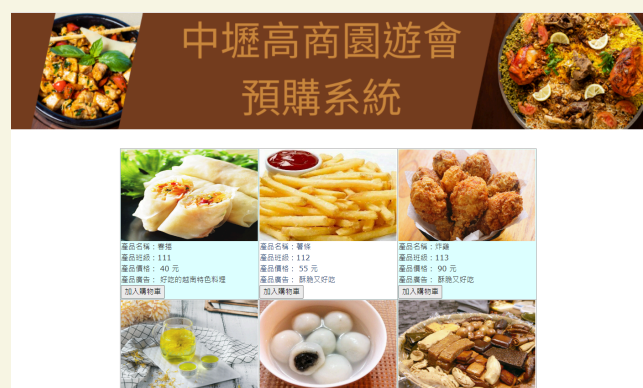 中壢高商園遊會
預購系統
產品名稱：春捲
產品班級：111
產品價格： 40 元
產品廣告： 好吃的越南特色料理
加入購物車
產品名稱：薯條
產品班級：112
產品價格： 55 元
產品廣告： 酥脆又好吃
加入購物車
產品名稱：炸雞
產品班級：113
產品價格： 90 元
產品廣告： 酥脆又好吃
加入購物車